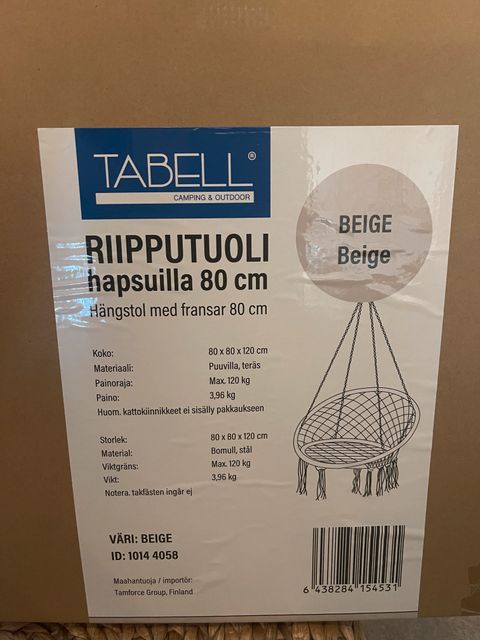 TABELL®
CAMPING & OUTDOOR
BEIGE
Beige
RIIPPUTUOLI
hapsuilla 80 cm
Hängstol med fransar 80 cm
Koko: 80 x 80 x 120 cm
Materiaali: Puuvilla, teräs
Painoraja: Max. 120 kg
Paino: 3,96 kg
Huom. kattokiinnikkeet ei sisälly pakkaukseen
Storlek: 80 x 80 x 120 cm
Material: Bomull, stål
Viktgräns: Max. 120 kg
Vikt: 3,96 kg
Notera. takfästen ingår ej
VÄRI: BEIGE
ID: 1014 4058
Maahantuoja / importör:
Tamforce Group, Finland
6 438284 154531